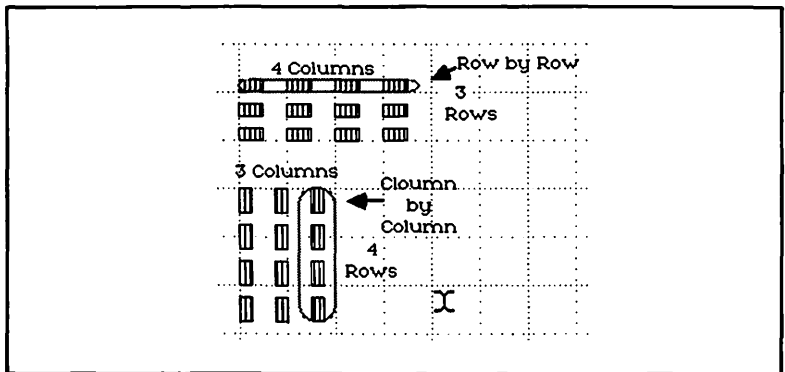 4 Columns
Row by Row
3
Rows
3 Columns
Cloumn
by
Column
4
Rows